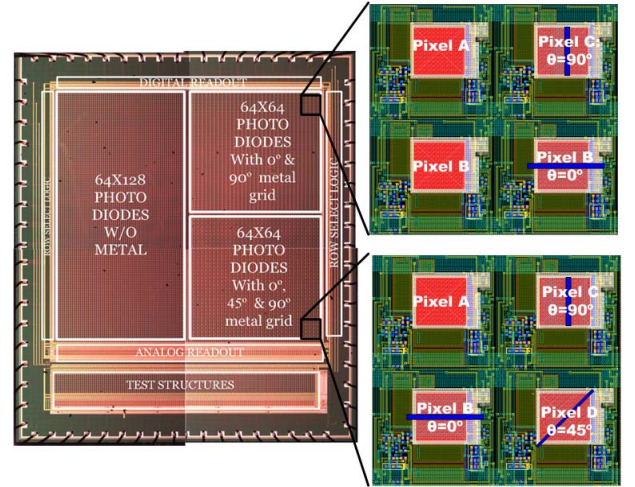 DIGITAL READOUT
ROW SELECT LOGIC
64X128
PHOTO
DIODES
W/O
METAL
64X64
PHOTO
DIODES
With 0° &
90° metal
grid
64X64
PHOTO
DIODES
With 0°,
45° & 90°
metal grid
ROW SELECT LOGIC
ANALOG READOUT
TEST STRUCTURES
Pixel A
Pixel C:
θ=90°
Pixel B
Pixel B
θ=0°
Pixel A
Pixel C
θ=90°
Pixel B
θ=0°
Pixel D
θ=45°